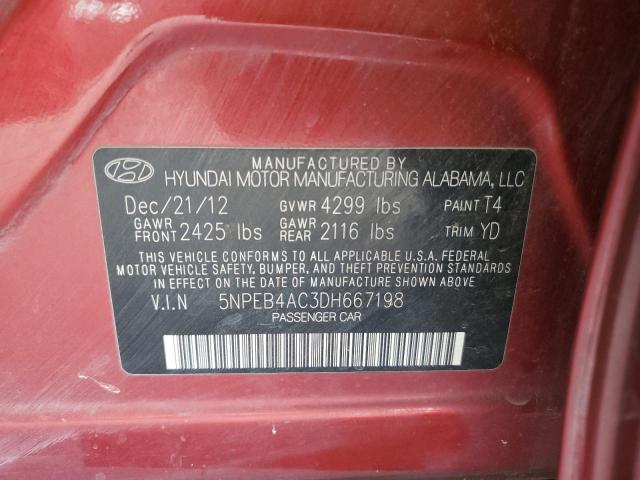 MANUFACTURED BY
HYUNDAI MOTOR MANUFACTURING ALABAMA, LLC
Dec/21/12 GVWR 4299 lbs PAINT T4
GAWR FRONT 2425 lbs GAWR REAR 2116 lbs TRIM YD
THIS VEHICLE CONFORMS TO ALL APPLICABLE U.S.A. FEDERAL
MOTOR VEHICLE SAFETY, BUMPER, AND THEFT PREVENTION STANDARDS
IN EFFECT ON THE DATE OF MANUFACTURE SHOWN ABOVE.
V.I.N 5NPEB4AC3DH667198
PASSENGER CAR